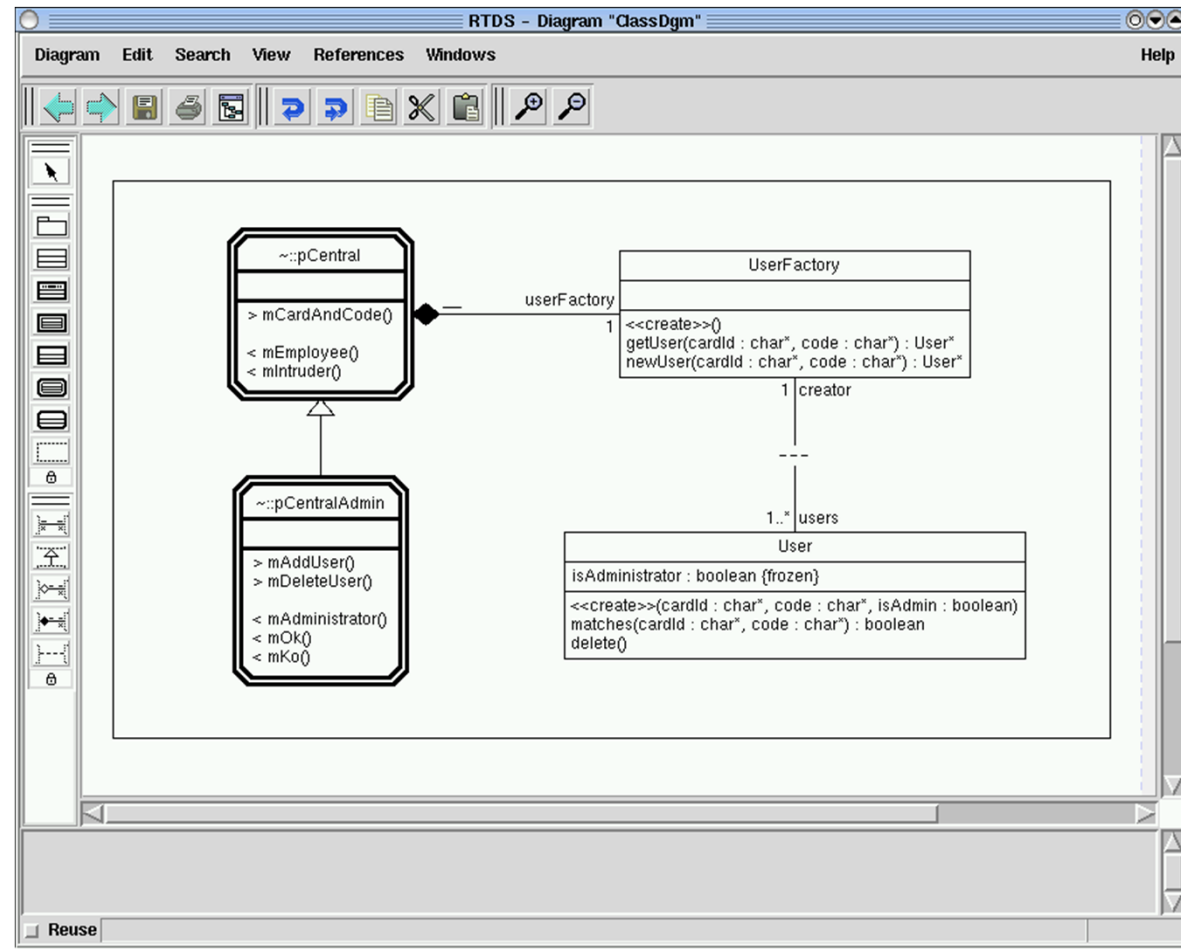 RTDS - Diagram "ClassDgm"
Diagram Edit Search View References Windows Help
~::pCentral
> mCardAndCode()
< mEmployee()
< mIntruder()
userFactory
1
UserFactory
<<create>>()
getUser(cardId : char*, code : char*) : User*
newUser(cardId : char*, code : char*) : User*
1 creator
1..* users
~::pCentralAdmin
> mAddUser()
> mDeleteUser()
< mAdministrator()
< mOk()
< mKo()
User
isAdministrator : boolean {frozen}
<<create>>(cardId : char*, code : char*, isAdmin : boolean)
matches(cardId : char*, code : char*) : boolean
delete()
Reuse